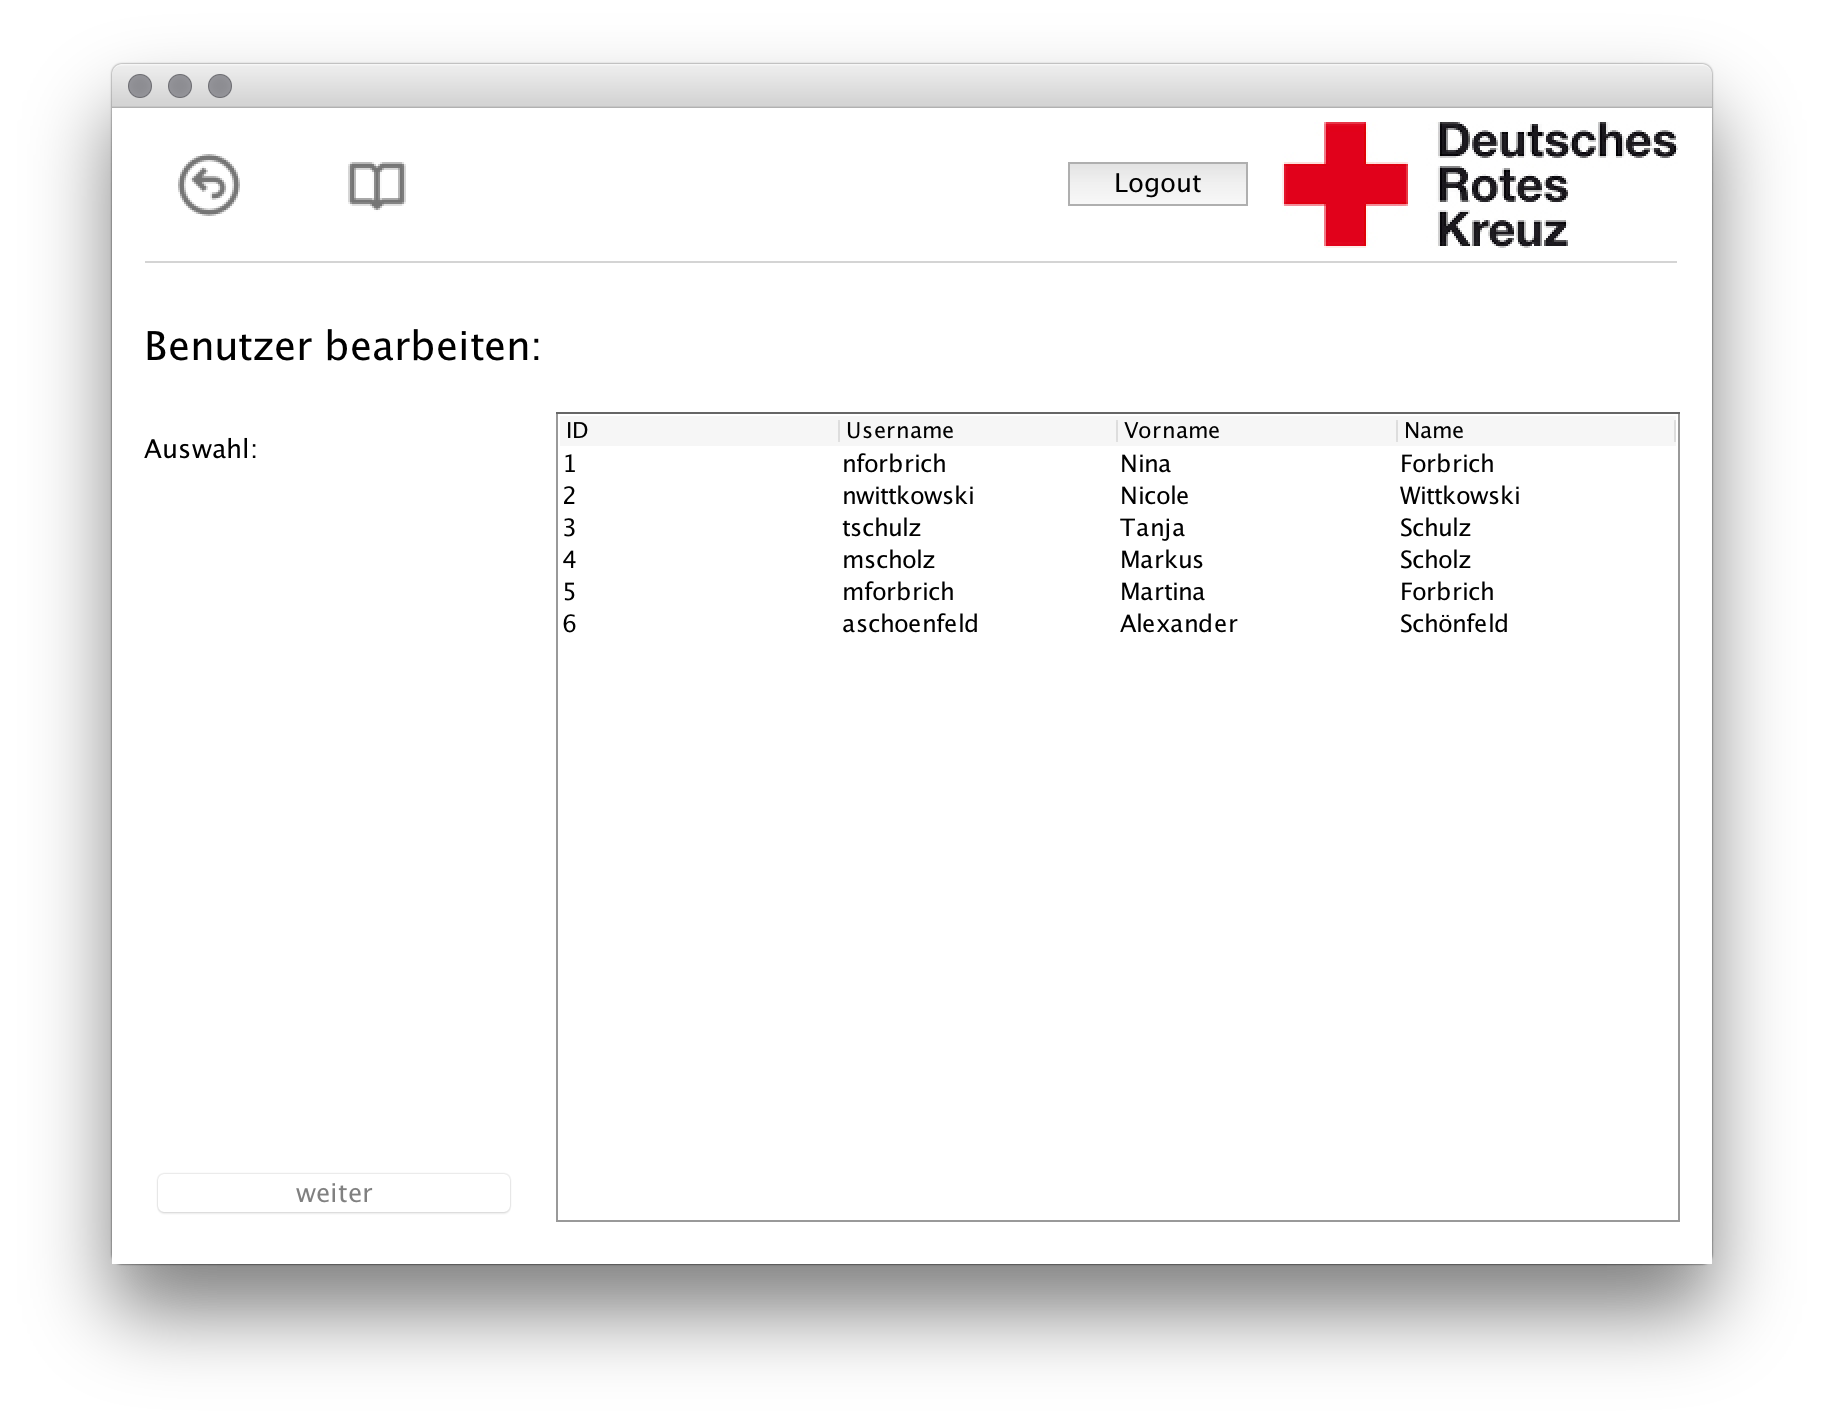 Logout
Deutsches
Rotes
Kreuz
Benutzer bearbeiten:
Auswahl:
ID Username Vorname Name
1 nforbrich Nina Forbrich
2 nwittkowski Nicole Wittkowski
3 tschulz Tanja Schulz
4 mscholz Markus Scholz
5 mforbrich Martina Forbrich
6 aschoenfeld Alexander Schönfeld
weiter